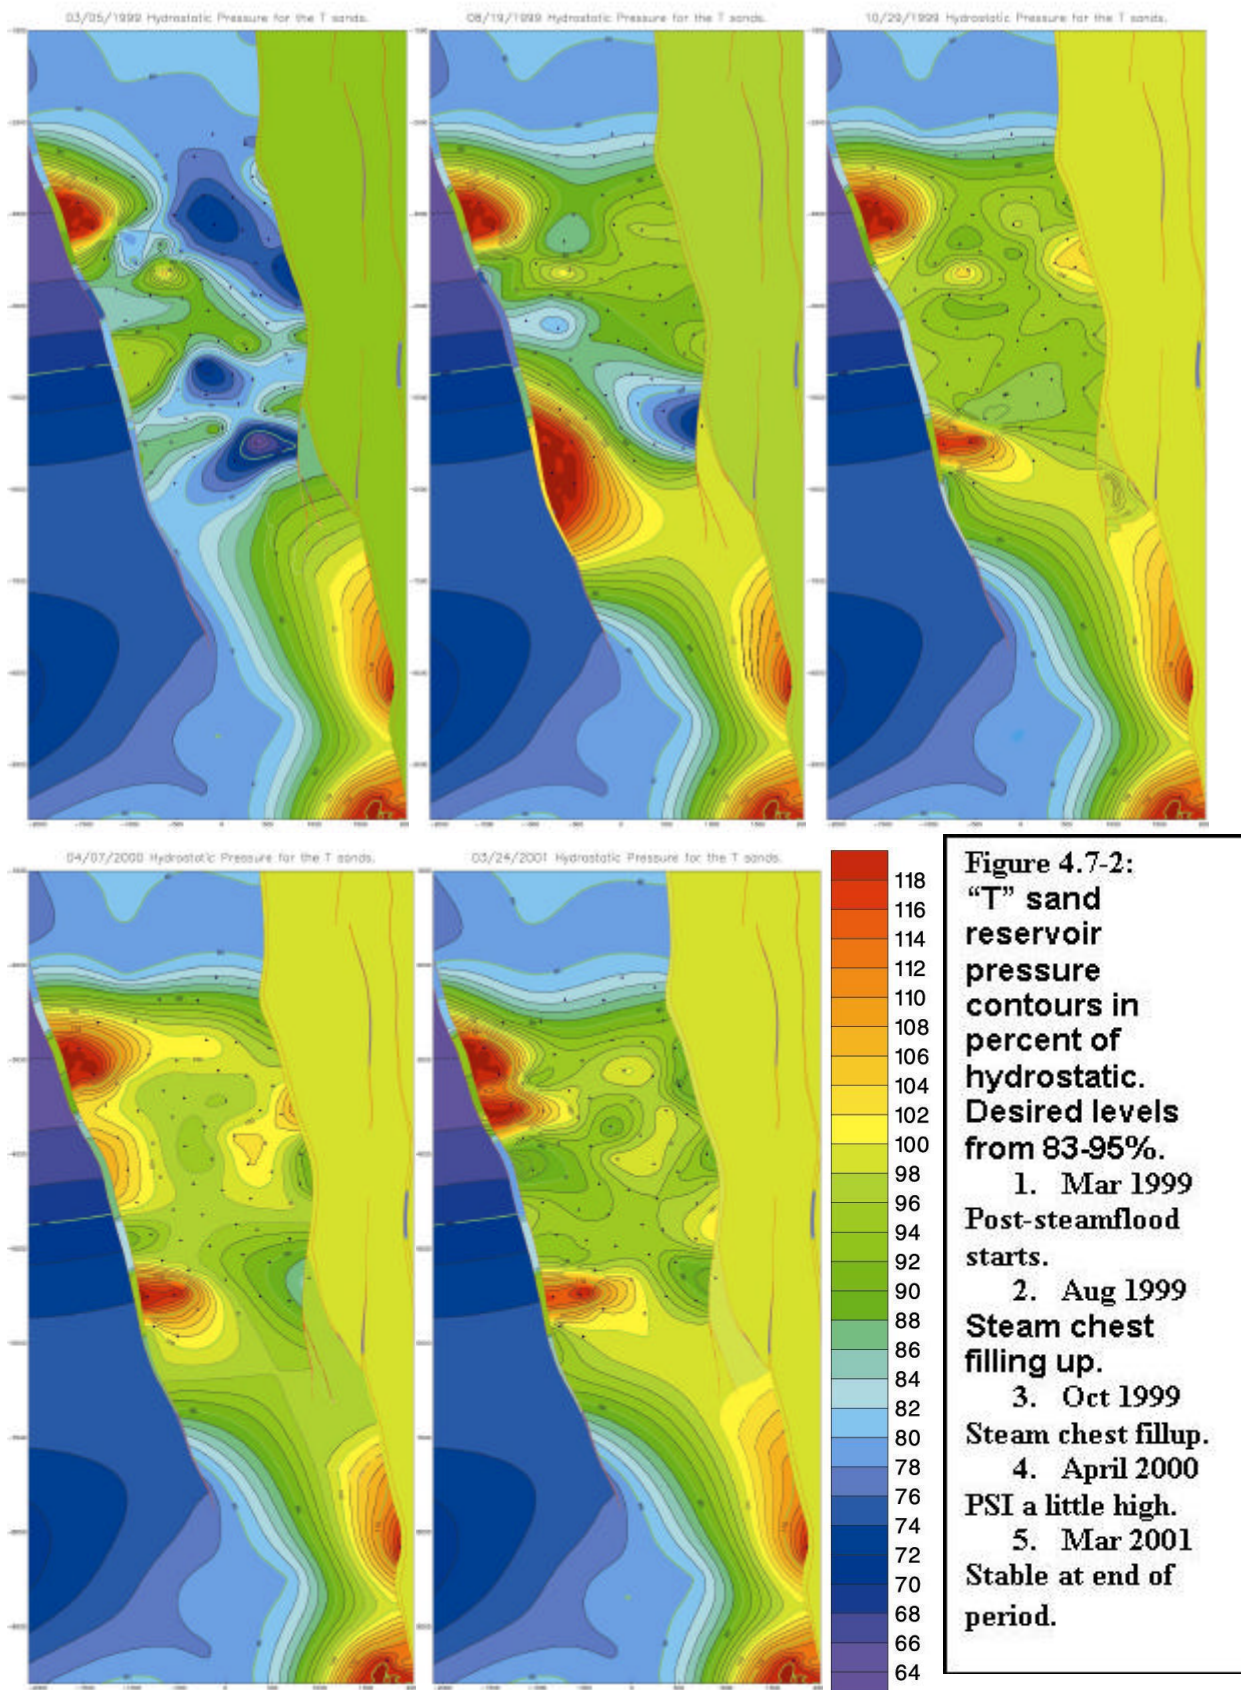 03/05/1999 Hydrostatic Pressure for the T sands.
08/19/1999 Hydrostatic Pressure for the T sands.
10/29/1999 Hydrostatic Pressure for the T sands.
04/07/2000 Hydrostatic Pressure for the T sands.
03/24/2001 Hydrostatic Pressure for the T sands.
118
116
114
112
110
108
106
104
102
100
98
96
94
92
90
88
86
84
82
80
78
76
74
72
70
68
66
64
Figure 4.7-2:
“T” sand
reservoir
pressure
contours in
percent of
hydrostatic.
Desired levels
from 83-95%.
1. Mar 1999
Post-steamflood
starts.
2. Aug 1999
Steam chest
filling up.
3. Oct 1999
Steam chest fillup.
4. April 2000
PSI a little high.
5. Mar 2001
Stable at end of
period.